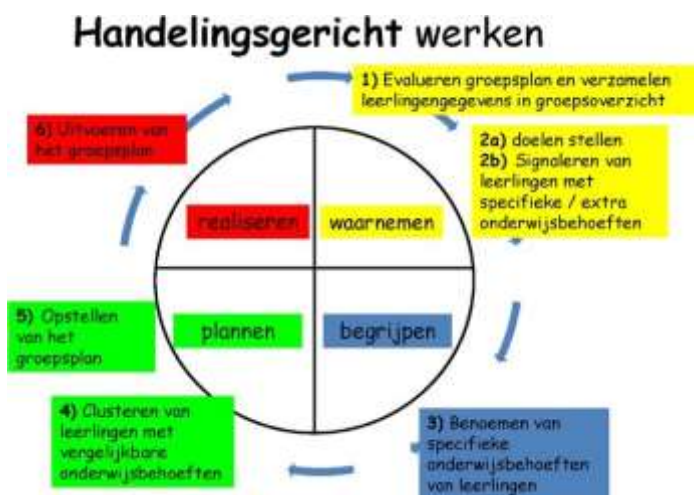 Handelingsgericht werken
1) Evalueren groepsplan en verzamelen
leerlingengegevens in groepsoverzicht
6) Uitvoeren van
het groepsplan
2a) doelen stellen
2b) Signaleren van
leerlingen met
specifieke / extra
onderwijsbehoeften
realiseren
waarnemen
5) Opstellen
van het
groepsplan
plannen
begrijpen
4) Clusteren van
leerlingen met
vergelijkbare
onderwijsbehoeften
3) Benoemen van
specifieke
onderwijsbehoeften
van leerlingen